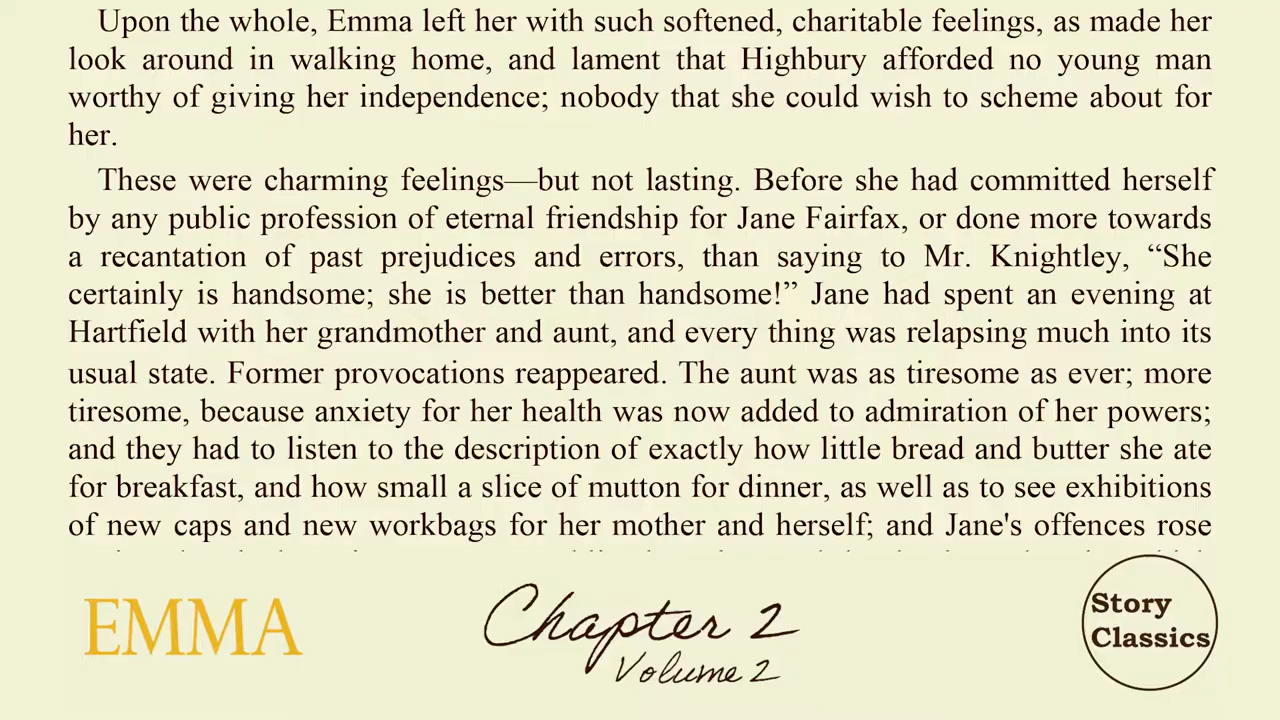 Upon the whole, Emma left her with such softened, charitable feelings, as made her
look around in walking home, and lament that Highbury afforded no young man
worthy of giving her independence; nobody that she could wish to scheme about for
her.
These were charming feelings—but not lasting. Before she had committed herself
by any public profession of eternal friendship for Jane Fairfax, or done more towards
a recantation of past prejudices and errors, than saying to Mr. Knightley, “She
certainly is handsome; she is better than handsome!” Jane had spent an evening at
Hartfield with her grandmother and aunt, and every thing was relapsing much into its
usual state. Former provocations reappeared. The aunt was as tiresome as ever; more
tiresome, because anxiety for her health was now added to admiration of her powers;
and they had to listen to the description of exactly how little bread and butter she ate
for breakfast, and how small a slice of mutton for dinner, as well as to see exhibitions
of new caps and new workbags for her mother and herself; and Jane's offences rose
EMMA
Chapter 2
Volume 2
Story
Classics